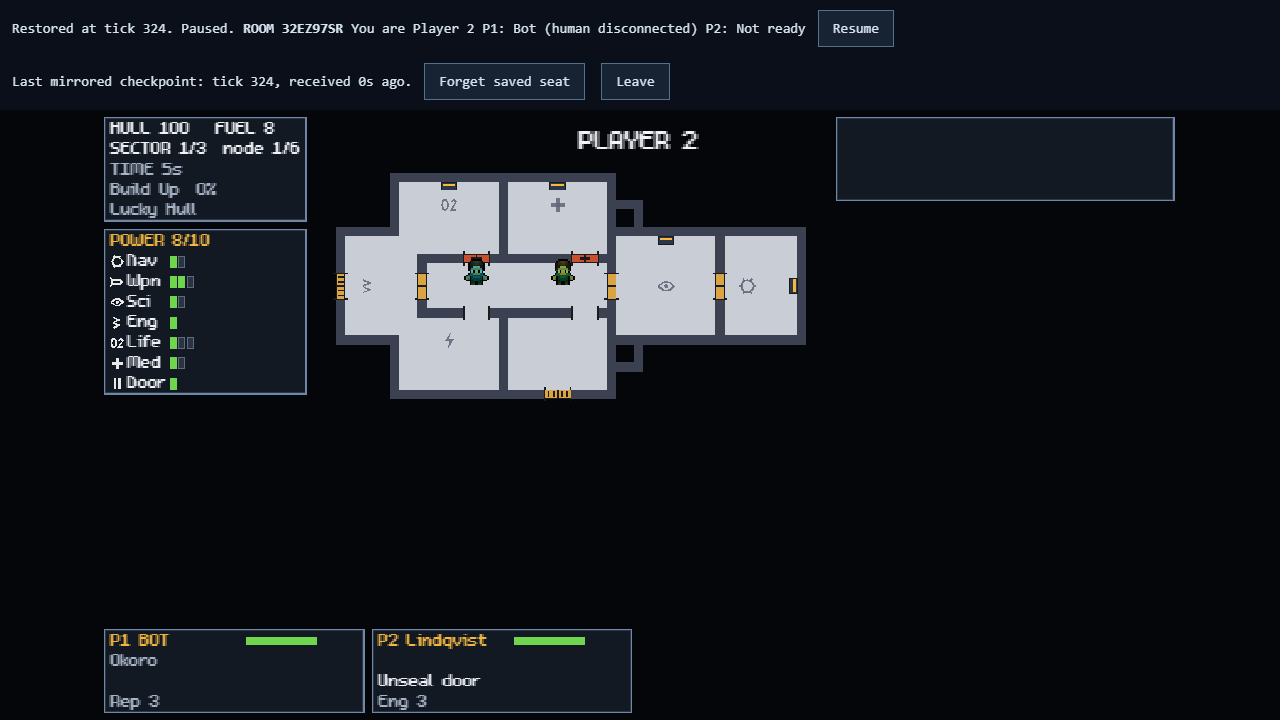 Restored at tick 324. Paused. ROOM 32EZ97SR You are Player 2 P1: Bot (human disconnected) P2: Not ready Resume
Last mirrored checkpoint: tick 324, received 0s ago. Forget saved seat Leave
HULL 100 FUEL 8
SECTOR 1/3 node 1/6
TIME 5s
Build Up 0%
Lucky Hull
PLAYER 2
POWER 8/10
Nav
Wpn
Sci
Eng
O2 Life
Med
Door
O2
P1 BOT
Okoro
Rep 3
P2 Lindqvist
Unseal door
Eng 3